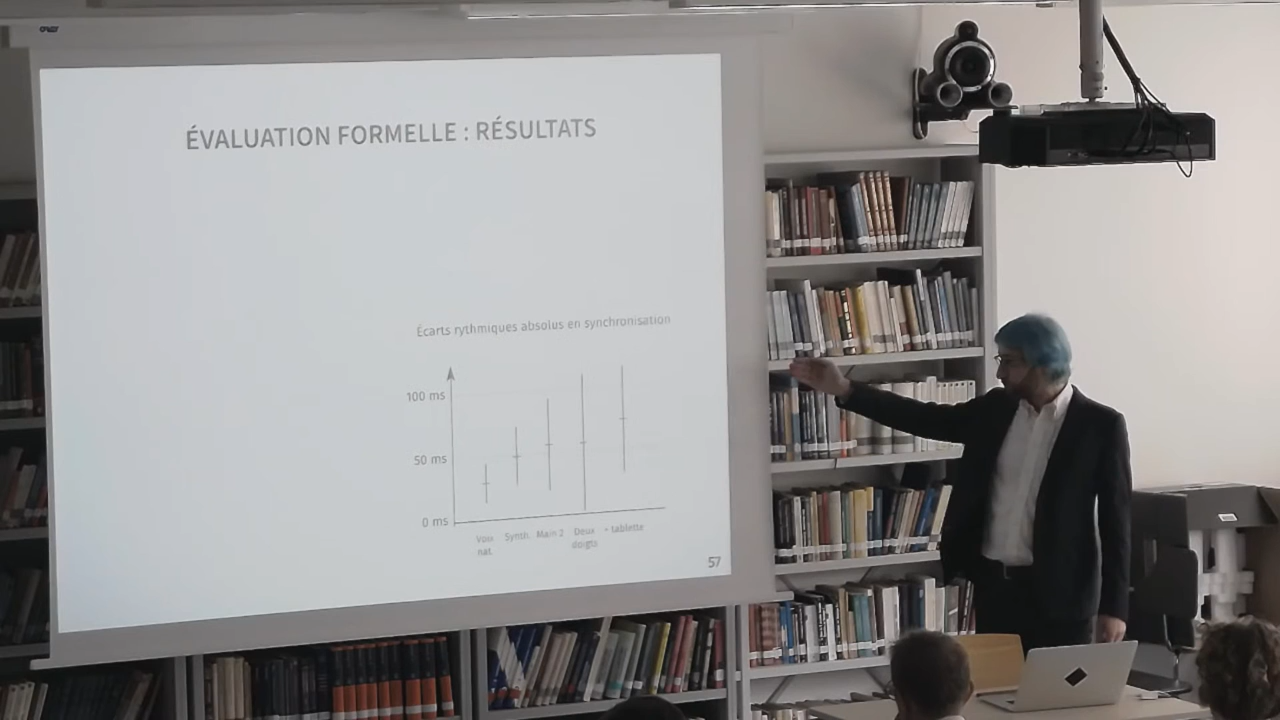 ÉVALUATION FORMELLE : RÉSULTATS
Écarts rythmiques absolus en synchronisation
100 ms
50 ms
0 ms
Voix nat.
Synth.
Main 2
Deux doigts
+ tablette
57